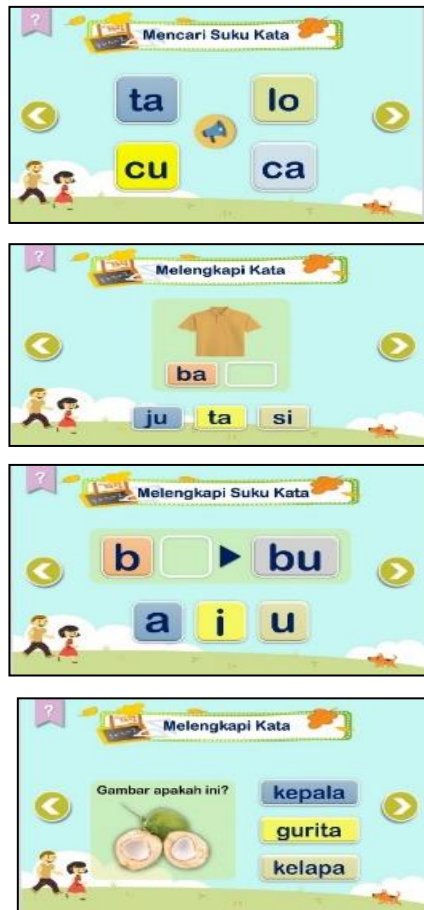 ?
Mencari Suku Kata
ta
lo
cu
ca
?
Melengkapi Kata
ba
ju
ta
si
?
Melengkapi Suku Kata
b
bu
a
i
u
?
Melengkapi Kata
Gambar apakah ini?
kepala
gurita
kelapa